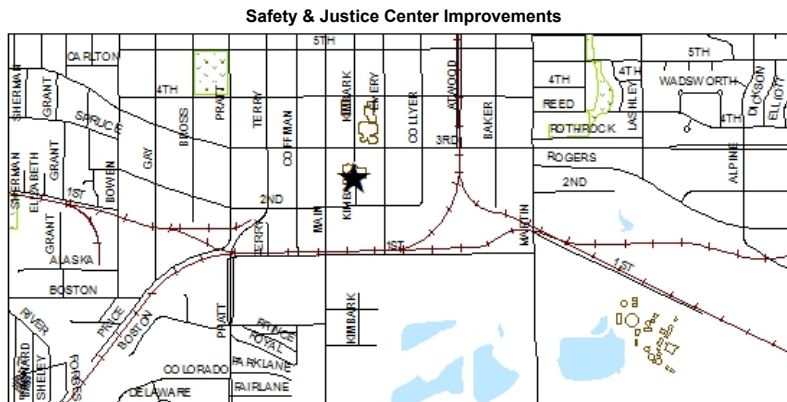 Safety & Justice Center Improvements
5TH
5TH
CARLTON
SHERMAN
GRANT
4TH
BROSS
PRATT
TERRY
COFFMAN
KIMBARK
EMERY
COLLYER
ATWOOD
BAKER
4TH
4TH
REED
ROTHROCK
LASHLEY
WADSWORTH
DICKSON
ELLIOTT
4TH
SPRUCE
GAY
3RD
ROGERS
ALPINE
SHERMAN
ELIZABETH
GRANT
BOWEN
1ST
2ND
MAIN
KIMBARK
2ND
MARTIN
GRANT
ALASKA
TERRY
1ST
1ST
BOSTON
PRICE
BOSTON
PRATT
KIMBARK
RIVER
PRINCE
ROYAL
PARKLANE
SHELEY
FORBES
COLORADO
DELAWARE
FAIRLANE